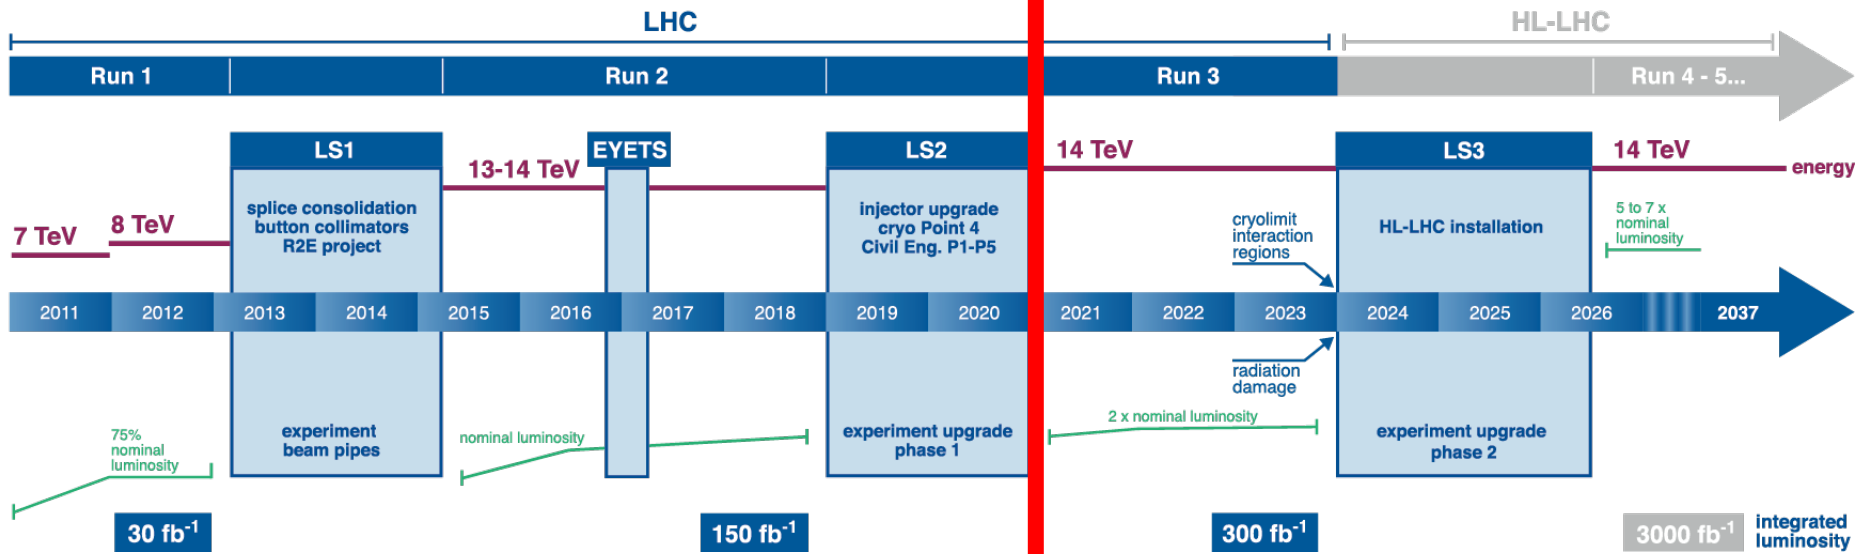 LHC
HL-LHC
Run 1
Run 2
Run 3
Run 4 - 5...
LS1
EYETS
LS2
LS3
13-14 TeV
14 TeV
14 TeV
energy
7 TeV
8 TeV
splice consolidation
button collimators
R2E project
injector upgrade
cryo Point 4
Civil Eng. P1-P5
cryolimit
interaction
regions
HL-LHC installation
5 to 7 x
nominal
luminosity
2011
2012
2013
2014
2015
2016
2017
2018
2019
2020
2021
2022
2023
2024
2025
2026
2037
radiation
damage
75%
nominal
luminosity
experiment
beam pipes
nominal luminosity
experiment upgrade
phase 1
2 x nominal luminosity
experiment upgrade
phase 2
30 fb-1
150 fb-1
300 fb-1
3000 fb-1
integrated
luminosity